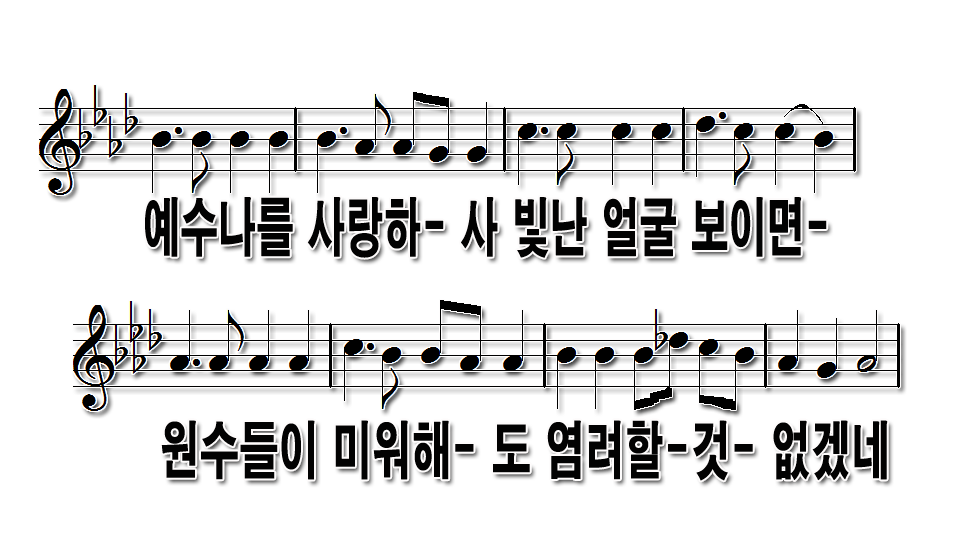 예수나를 사랑하- 사 빛난 얼굴 보이면-
원수들이 미워해- 도 염려할-것- 없겠네